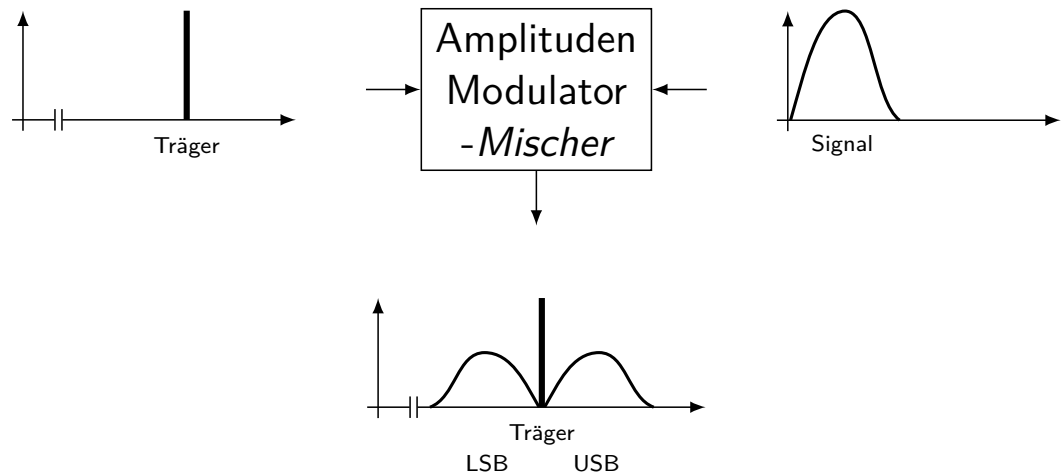 Amplituden
Modulator
-Mischer
Träger
Signal
Träger
LSB USB